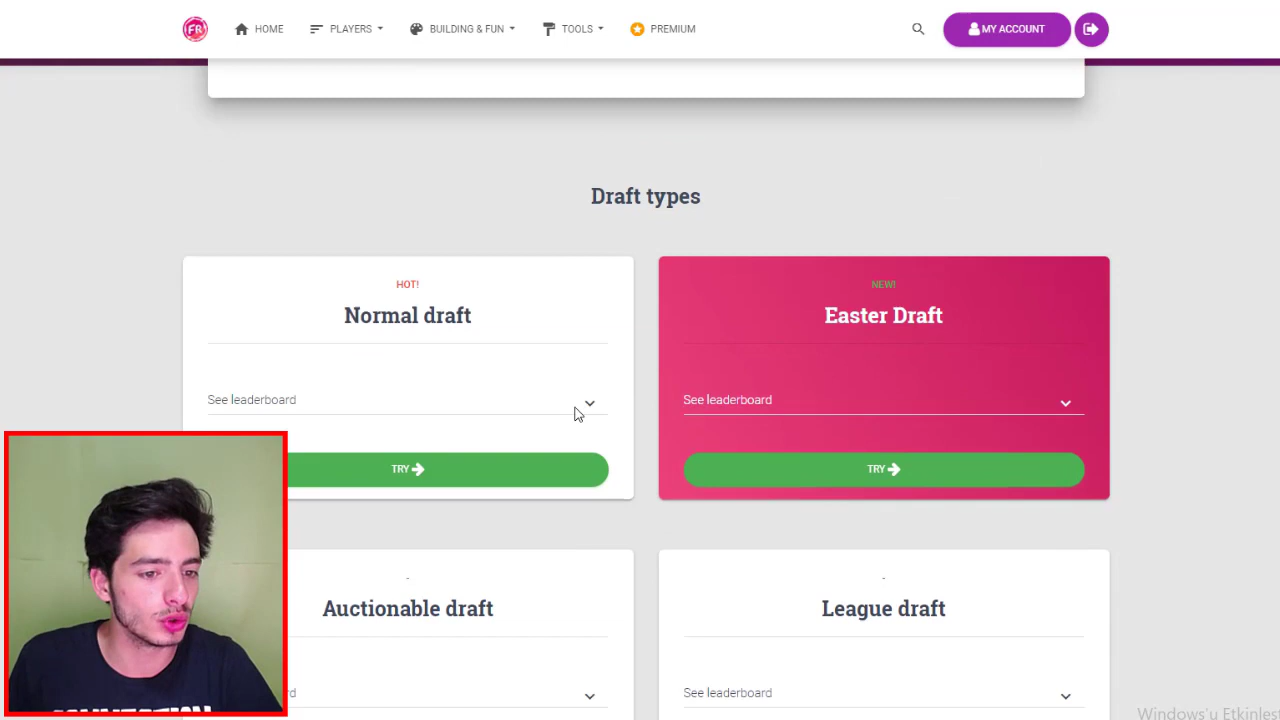 FR HOME PLAYERS BUILDING & FUN TOOLS PREMIUM MY ACCOUNT
Draft types
HOT!
Normal draft
See leaderboard
TRY
NEW!
Easter Draft
See leaderboard
TRY
-
Auctionable draft
-
League draft
See leaderboard
Windows'u Etkinleşt